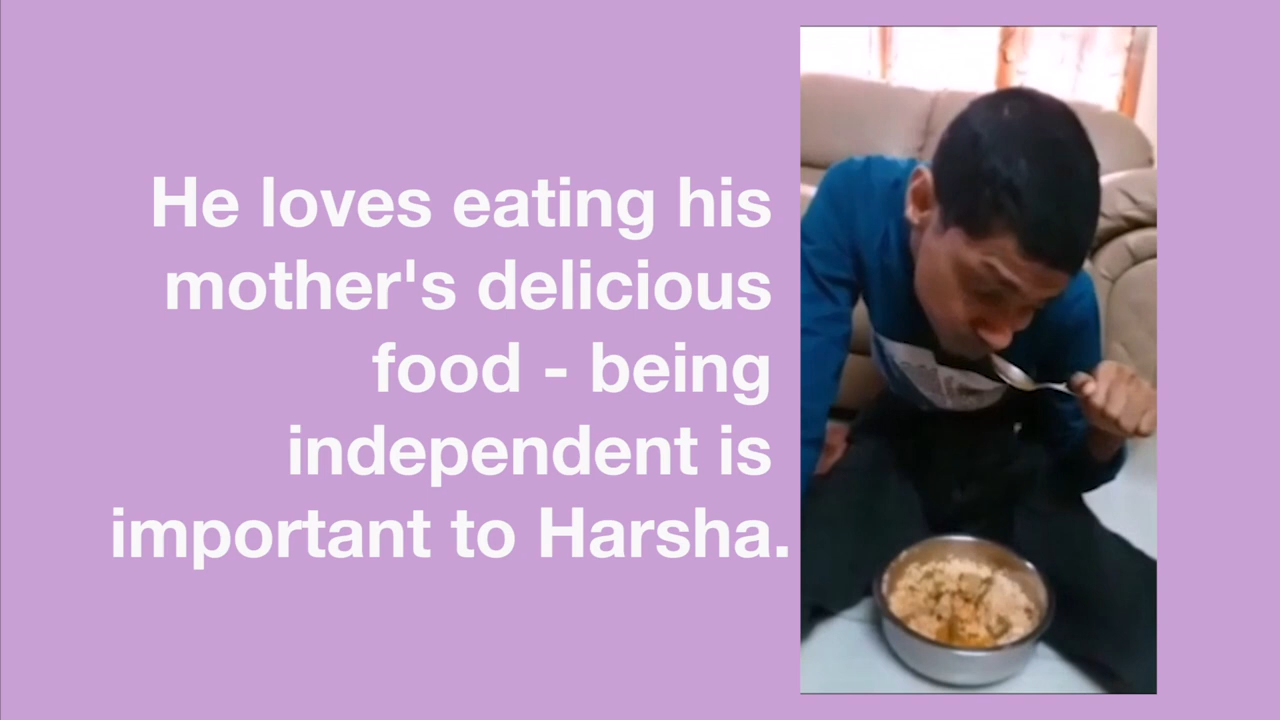 He loves eating his
mother's delicious
food - being
independent is
important to Harsha.